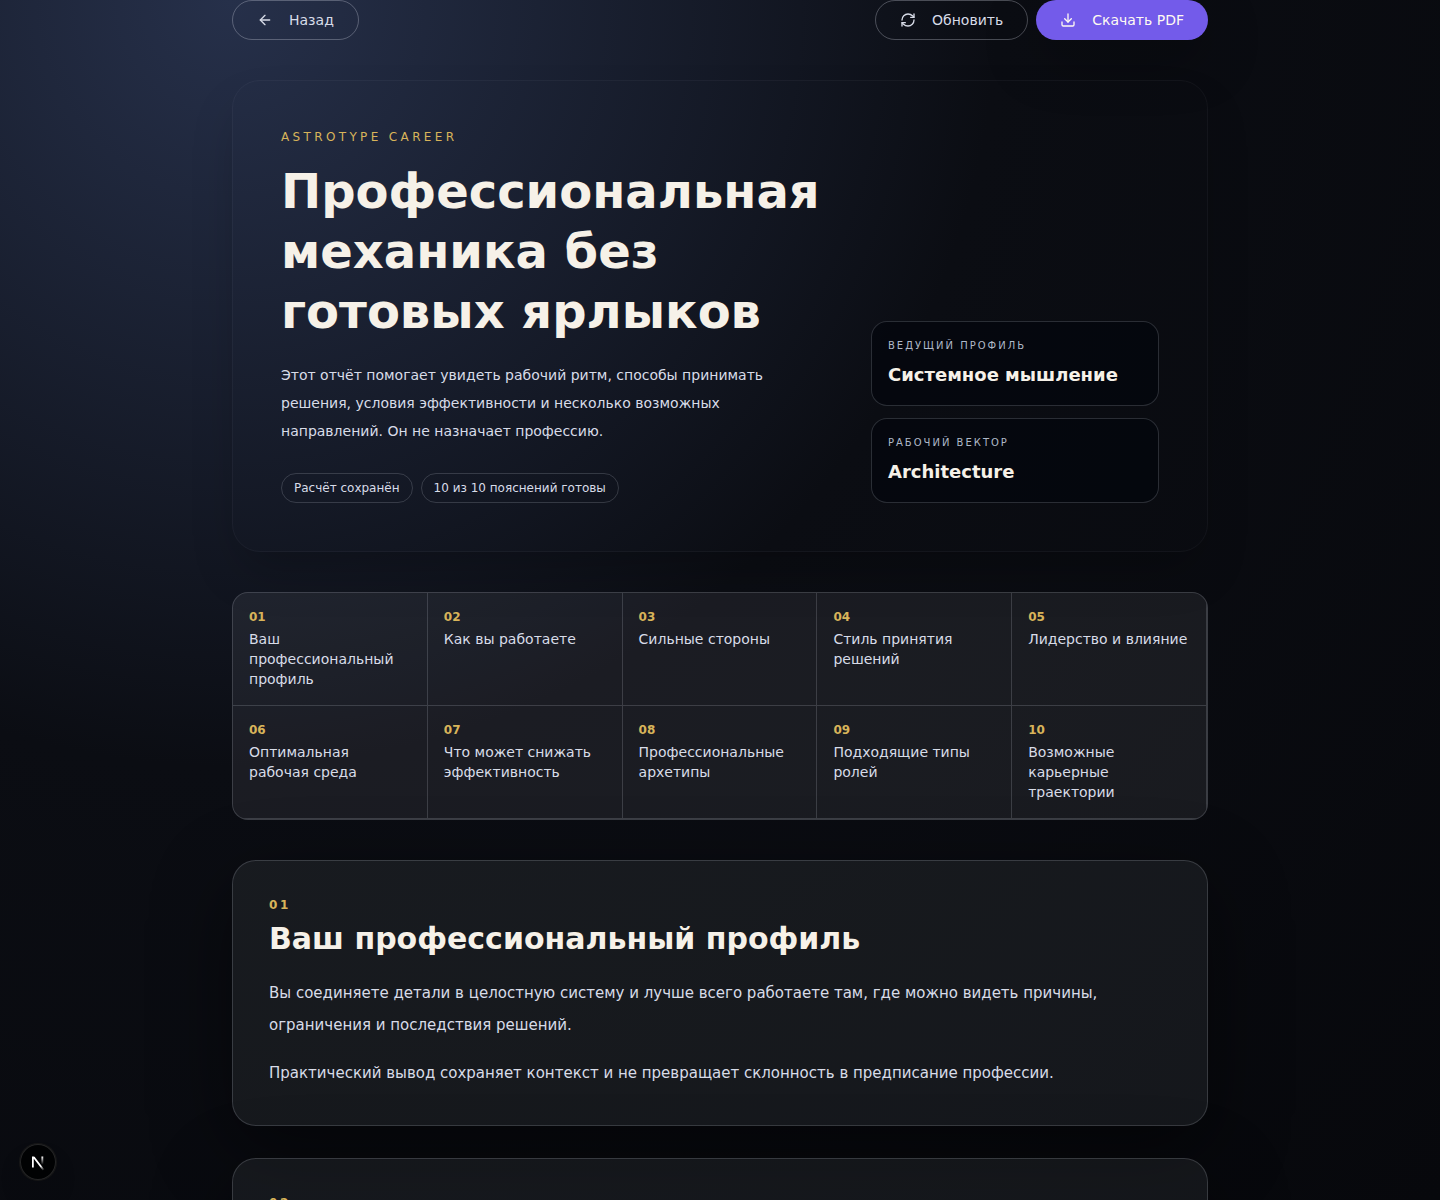 Назад
Обновить
Скачать PDF
ASTROTYPE CAREER
Профессиональная
механика без
готовых ярлыков
Этот отчёт помогает увидеть рабочий ритм, способы принимать
решения, условия эффективности и несколько возможных
направлений. Он не назначает профессию.
Расчёт сохранён
10 из 10 пояснений готовы
ВЕДУЩИЙ ПРОФИЛЬ
Системное мышление
РАБОЧИЙ ВЕКТОР
Architecture
01
Ваш
профессиональный
профиль
02
Как вы работаете
03
Сильные стороны
04
Стиль принятия
решений
05
Лидерство и влияние
06
Оптимальная
рабочая среда
07
Что может снижать
эффективность
08
Профессиональные
архетипы
09
Подходящие типы
ролей
10
Возможные
карьерные
траектории
01
Ваш профессиональный профиль
Вы соединяете детали в целостную систему и лучше всего работаете там, где можно видеть причины,
ограничения и последствия решений.
Практический вывод сохраняет контекст и не превращает склонность в предписание профессии.
N